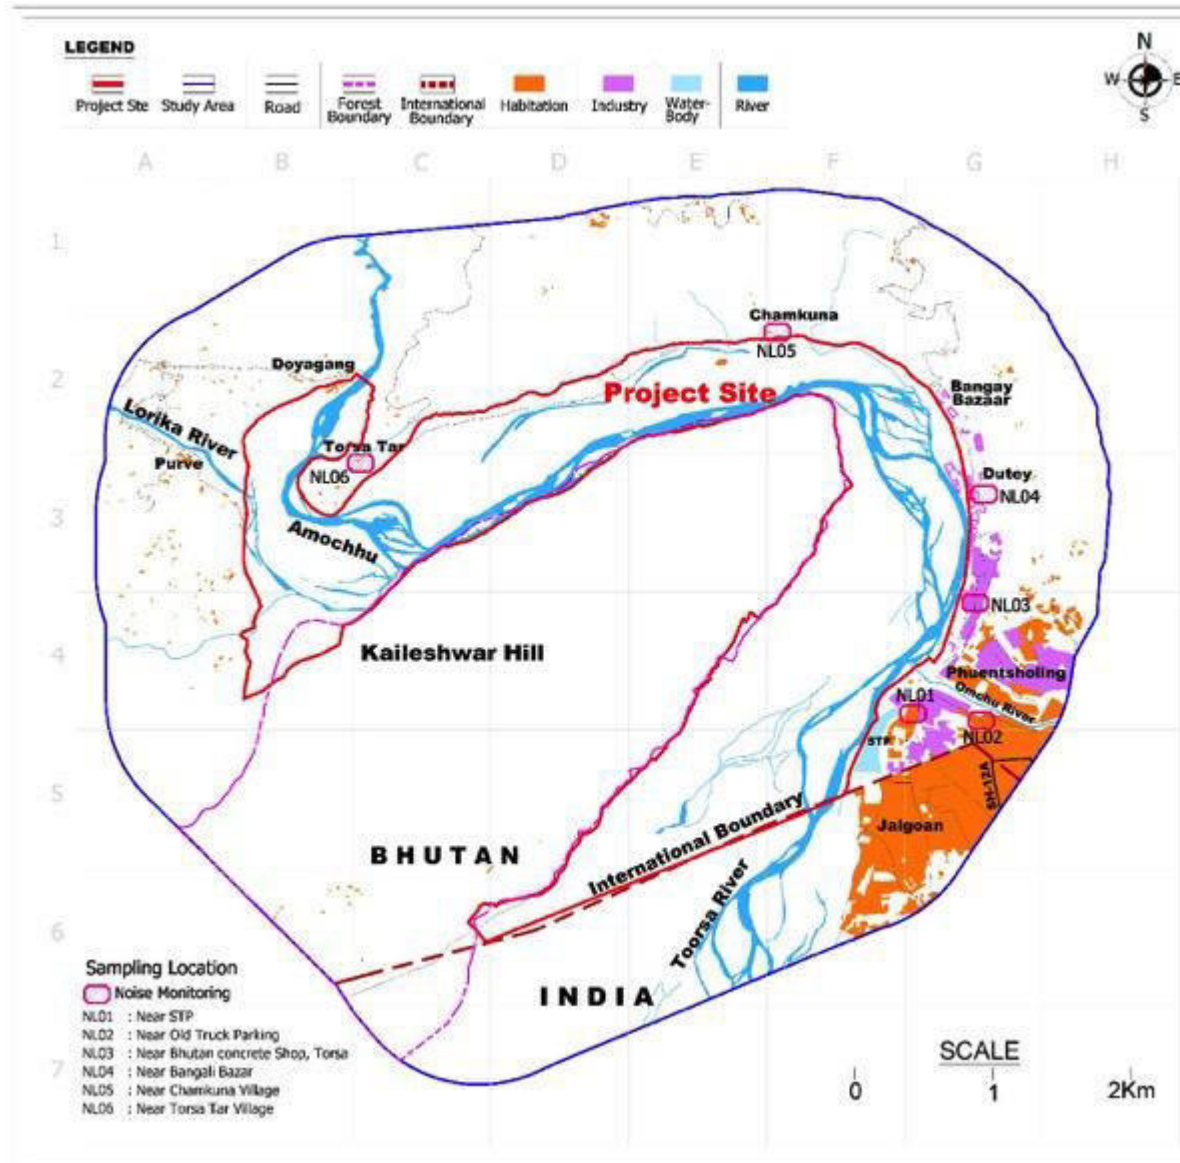 LEGEND
Project Ste
Study Area
Road
Forest
Boundary
International
Boundary
Habitation
Industry
Water-
Body
River
N
W E
S
A B C D E F G H
1
2
3
4
5
6
7
Chamkuna
NL05
Doyagang
Project Site
Bangay
Bazaar
Lorika River
Purve
Torsa Tar
NL06
Dutey
NL04
Amochhu
NL03
Kaileshwar Hill
Phuentsholing
Omchu River
NL01
NL02
STP
SH-12A
International Boundary
Jalgoan
BHUTAN
Toorsa River
INDIA
Sampling Location
Noise Monitoring
NL01 : Near STP
NL02 : Near Old Truck Parking
NL03 : Near Bhutan concrete Shop, Torsa
NL04 : Near Bangali Bazar
NL05 : Near Chamkuna Village
NL06 : Near Torsa Tar Village
SCALE
0 1 2Km